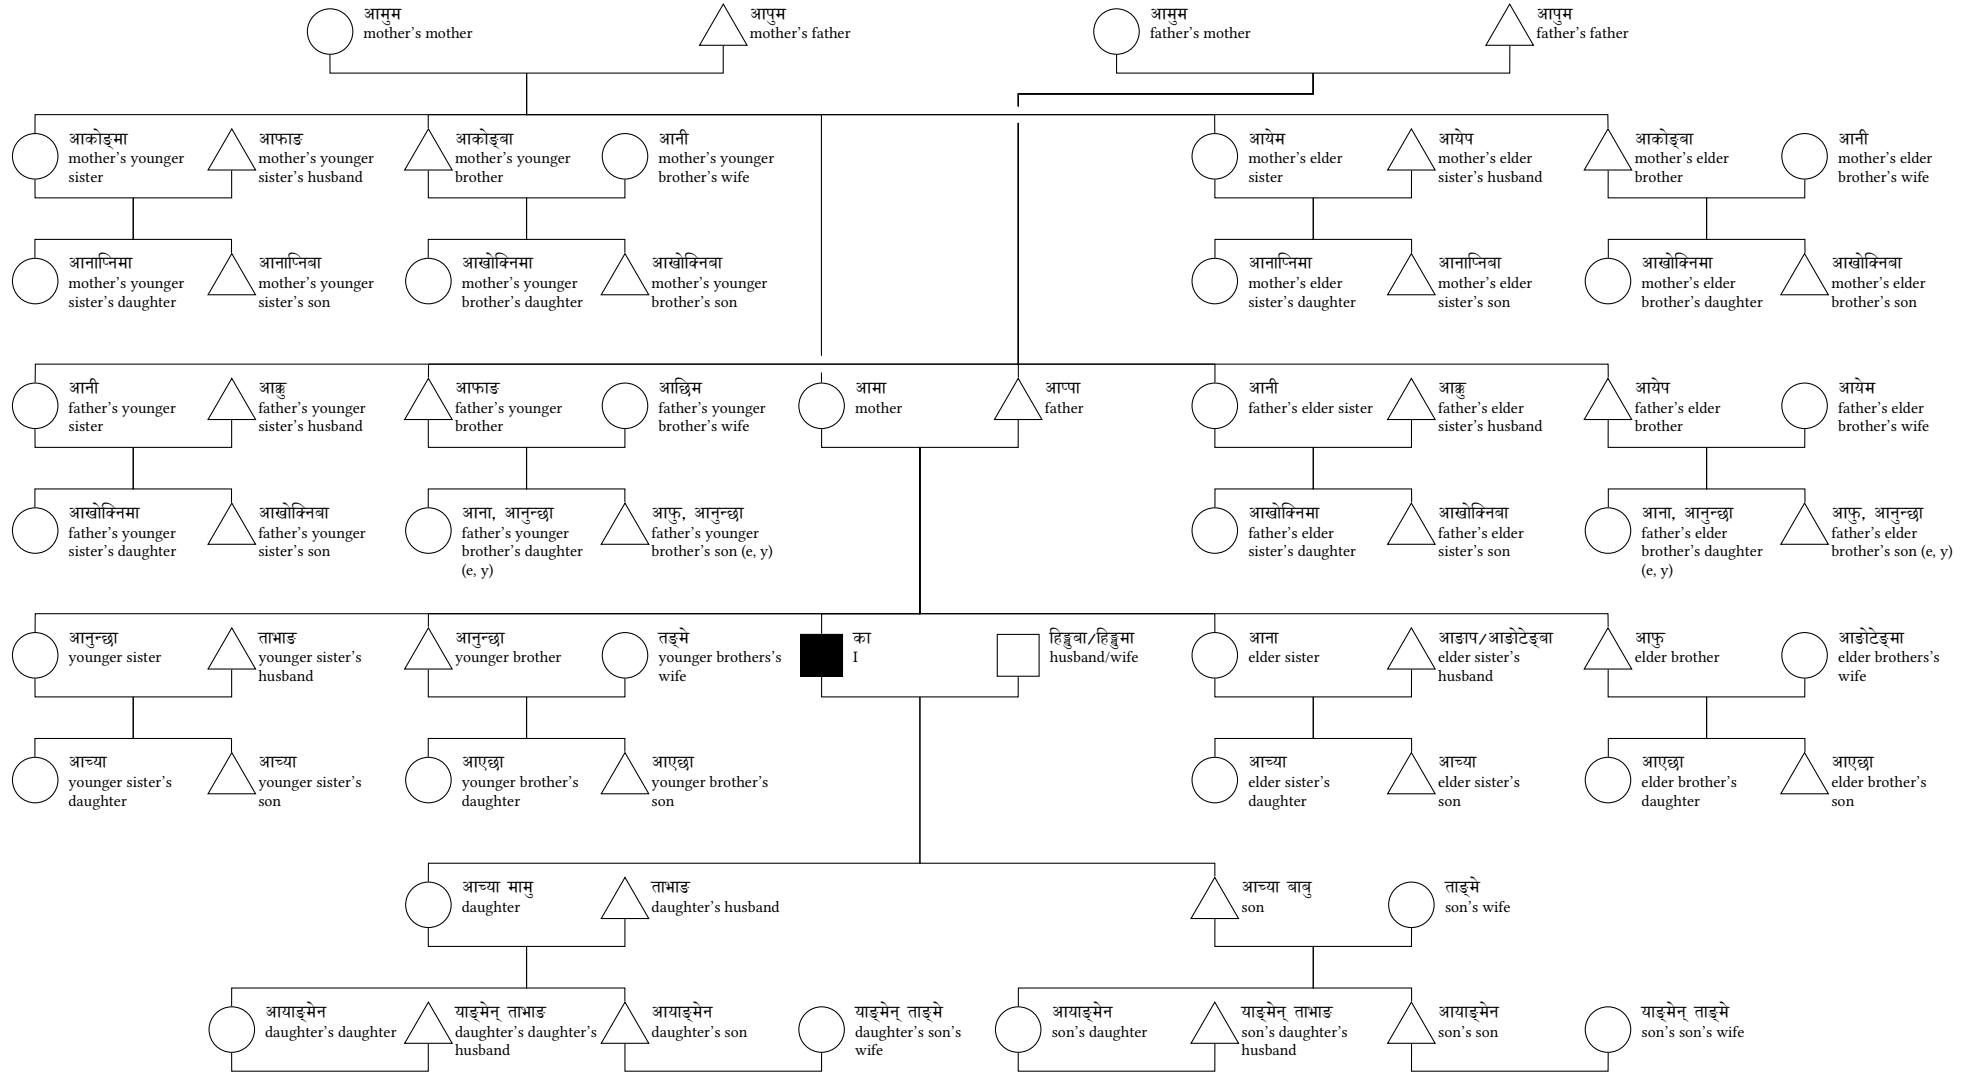 आमुम
mother's mother
आपुम
mother's father
आमुम
father's mother
आपुम
father's father
आकोङ्मा
mother's younger
sister
आफाङ
mother's younger
sister's husband
आकोङ्बा
mother's younger
brother
आनी
mother's younger
brother's wife
आयेम
mother's elder
sister
आयेप
mother's elder
sister's husband
आकोङ्बा
mother's elder
brother
आनी
mother's elder
brother's wife
आनाप्निमा
mother's younger
sister's daughter
आनाप्निबा
mother's younger
sister's son
आखोक्निमा
mother's younger
brother's daughter
आखोक्निबा
mother's younger
brother's son
आनाप्निमा
mother's elder
sister's daughter
आनाप्निबा
mother's elder
sister's son
आखोक्निमा
mother's elder
brother's daughter
आखोक्निबा
mother's elder
brother's son
आनी
father's younger
sister
आक्कु
father's younger
sister's husband
आफाङ
father's younger
brother
आछिम
father's younger
brother's wife
आमा
mother
आप्पा
father
आनी
father's elder sister
आक्कु
father's elder
sister's husband
आयेप
father's elder
brother
आयेम
father's elder
brother's wife
आखोक्निमा
father's younger
sister's daughter
आखोक्निबा
father's younger
sister's son
आना, आनुन्छा
father's younger
brother's daughter
(e, y)
आफु, आनुन्छा
father's younger
brother's son (e, y)
आखोक्निमा
father's elder
sister's daughter
आखोक्निबा
father's elder
sister's son
आना, आनुन्छा
father's elder
brother's daughter
(e, y)
आफु, आनुन्छा
father's elder
brother's son (e, y)
आनुन्छा
younger sister
ताभाङ
younger sister's
husband
आनुन्छा
younger brother
तङ्मे
younger brothers's
wife
का
I
husband/wife
आना
elder sister
आङाप/आङोटेङ्बा
elder sister's
husband
आफु
elder brother
आङोटेङ्मा
elder brothers's
wife
आच्या
younger sister's
daughter
आच्या
younger sister's
son
आएछा
younger brother's
daughter
आएछा
younger brother's
son
आच्या
elder sister's
daughter
आच्या
elder sister's
son
आएछा
elder brother's
daughter
आएछा
elder brother's
son
आच्या मामु
daughter
ताभाङ
daughter's husband
आच्या बाबु
son
ताङ्मे
son's wife
आयाङ्मेन
daughter's daughter
याङ्मेन् ताभाङ
daughter's daughter's
husband
आयाङ्मेन
daughter's son
याङ्मेन् ताङ्मे
daughter's son's
wife
आयाङ्मेन
son's daughter
याङ्मेन् ताभाङ
son's daughter's
husband
आयाङ्मेन
son's son
याङ्मेन् ताङ्मे
son's son's wife